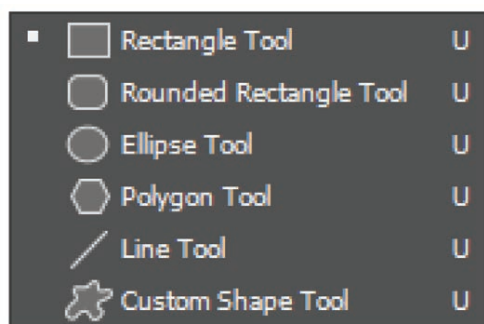 Rectangle Tool U
Rounded Rectangle Tool U
Ellipse Tool U
Polygon Tool U
Line Tool U
Custom Shape Tool U